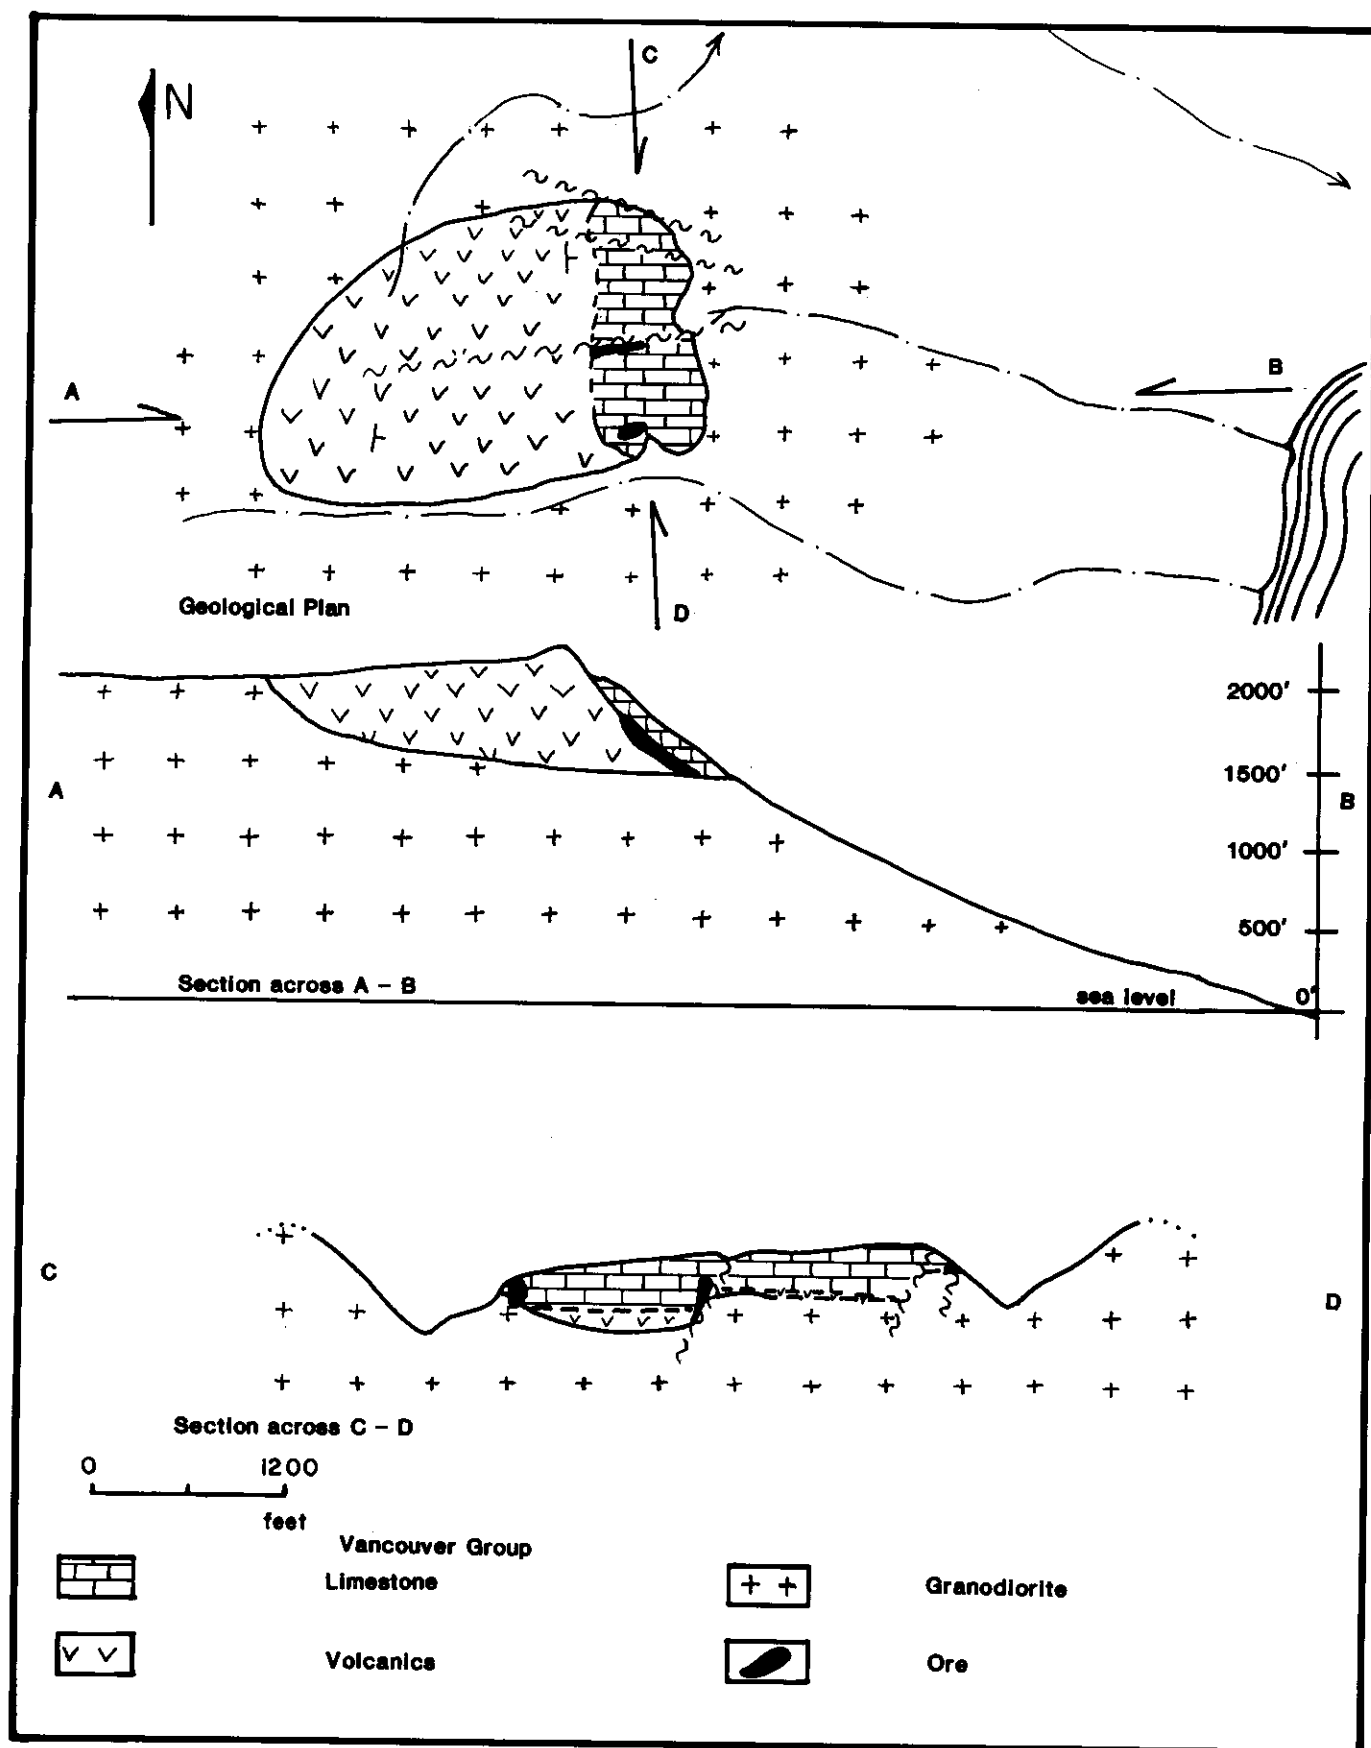 C
N
A
B
D
Geological Plan
2000'
1500'
A
B
1000'
500'
Section across A - B
sea level
0'
C
D
Section across C - D
0
1200
feet
Vancouver Group
Limestone
Granodiorite
Volcanics
Ore